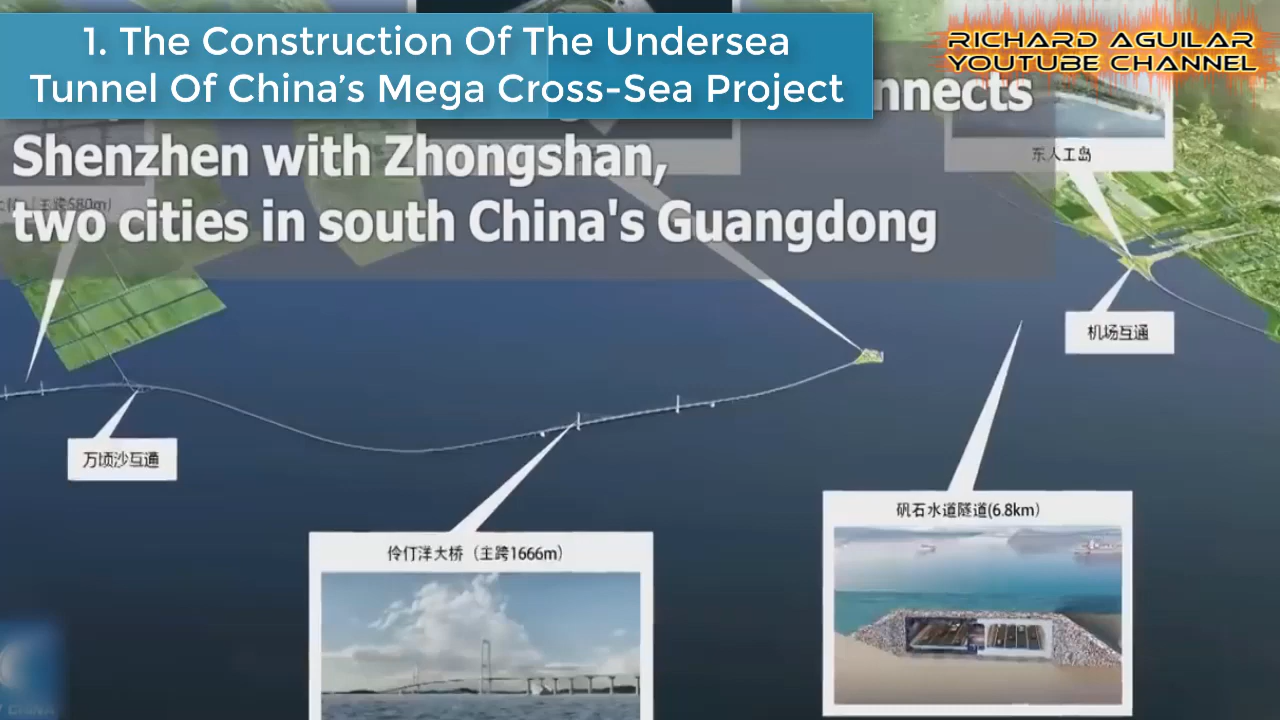 1. The Construction Of The Undersea
Tunnel Of China's Mega Cross-Sea Project
RICHARD AGUILAR
YOUTUBE CHANNEL
Shenzhen with Zhongshan,
two cities in south China's Guangdong
东人工岛
机场互通
万顷沙互通
伶仃洋大桥（主跨1666m）
矾石水道隧道(6.8km)
CHINA